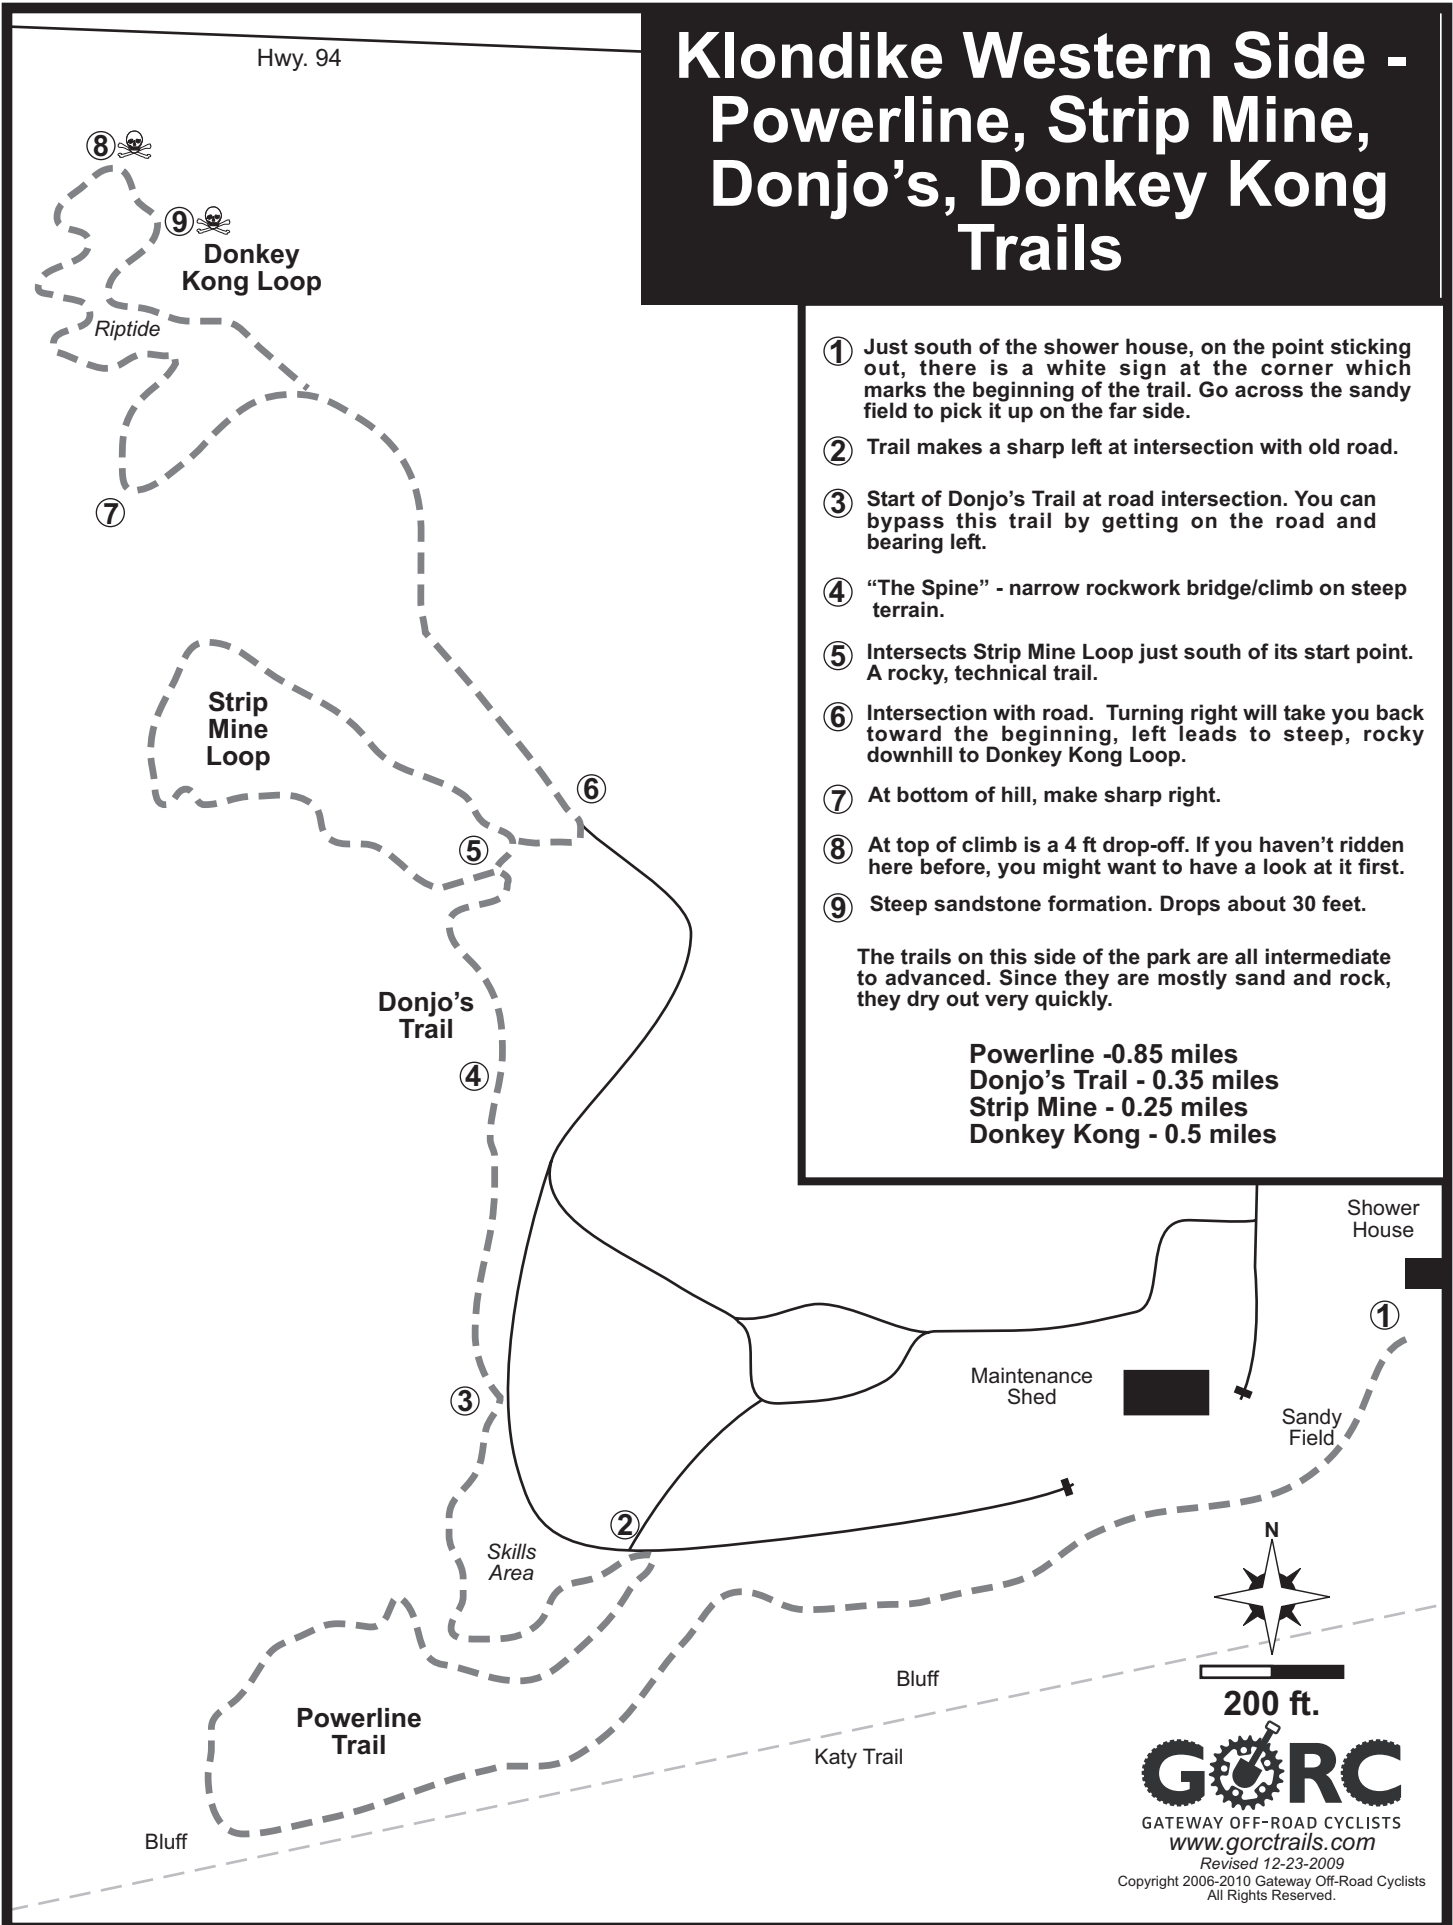 Hwy. 94
Klondike Western Side -
Powerline, Strip Mine,
Donjo’s, Donkey Kong
Trails
8
9
Donkey
Kong Loop
Riptide
7
1 Just south of the shower house, on the point sticking
out, there is a white sign at the corner which
marks the beginning of the trail. Go across the sandy
field to pick it up on the far side.
2 Trail makes a sharp left at intersection with old road.
3 Start of Donjo’s Trail at road intersection. You can
bypass this trail by getting on the road and
bearing left.
4 “The Spine” - narrow rockwork bridge/climb on steep
terrain.
5 Intersects Strip Mine Loop just south of its start point.
A rocky, technical trail.
6 Intersection with road. Turning right will take you back
toward the beginning, left leads to steep, rocky
downhill to Donkey Kong Loop.
7 At bottom of hill, make sharp right.
8 At top of climb is a 4 ft drop-off. If you haven’t ridden
here before, you might want to have a look at it first.
9 Steep sandstone formation. Drops about 30 feet.
The trails on this side of the park are all intermediate
to advanced. Since they are mostly sand and rock,
they dry out very quickly.
Powerline -0.85 miles
Donjo’s Trail - 0.35 miles
Strip Mine - 0.25 miles
Donkey Kong - 0.5 miles
Strip
Mine
Loop
6
5
Donjo’s
Trail
4
Shower
House
1
Maintenance
Shed
3
Sandy
Field
2
Skills
Area
N
Bluff
200 ft.
Powerline
Trail
Katy Trail
Bluff
GORC
GATEWAY OFF-ROAD CYCLISTS
www.gorctrails.com
Revised 12-23-2009
Copyright 2006-2010 Gateway Off-Road Cyclists
All Rights Reserved.